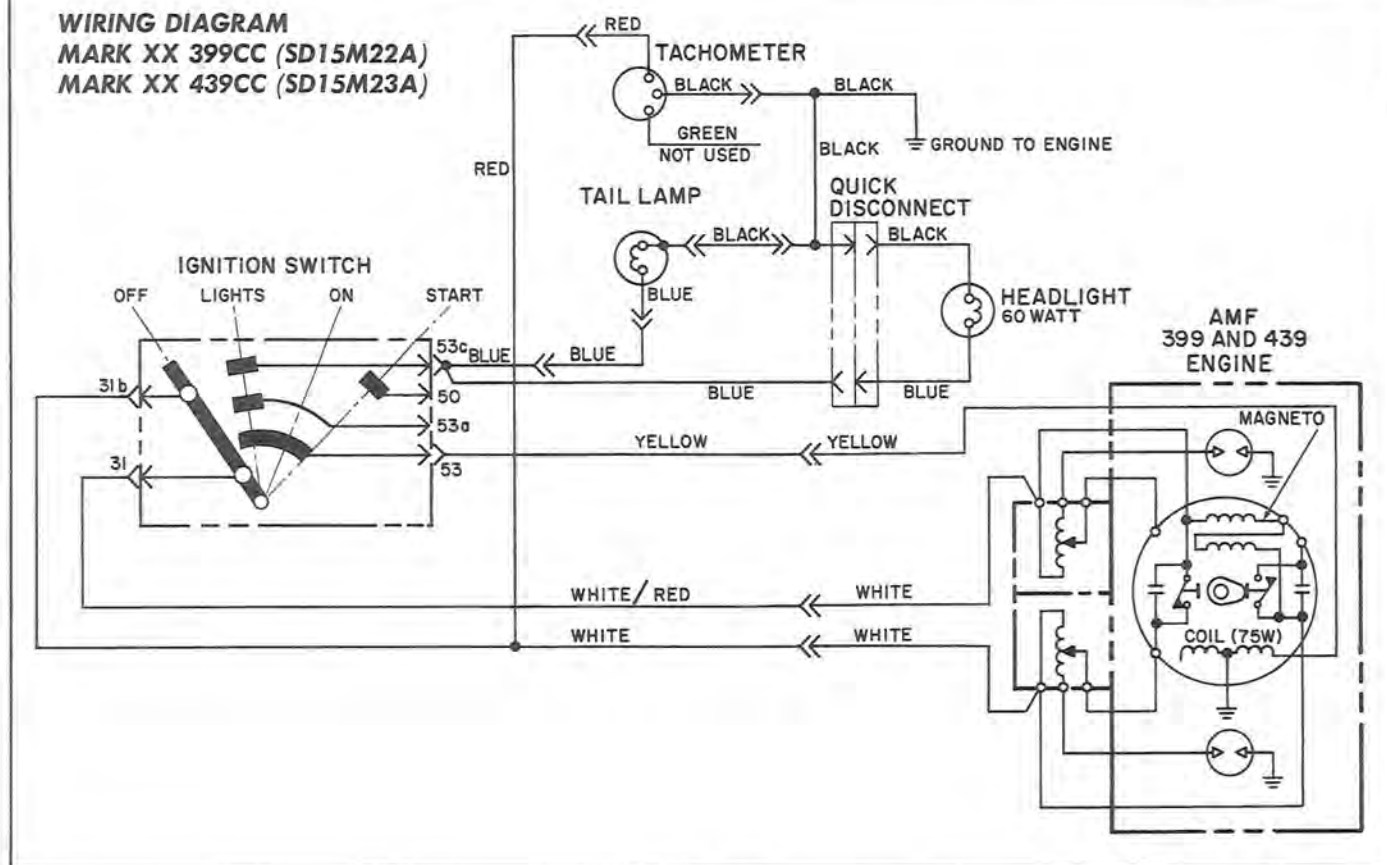 WIRING DIAGRAM
MARK XX 399CC (SD15M22A)
MARK XX 439CC (SD15M23A)
RED
TACHOMETER
BLACK
BLACK
GREEN
NOT USED
GROUND TO ENGINE
BLACK
RED
TAIL LAMP
QUICK
DISCONNECT
BLACK
BLACK
BLUE
HEADLIGHT
60 WATT
IGNITION SWITCH
OFF
LIGHTS
ON
START
AMF
399 AND 439
ENGINE
53c
BLUE
BLUE
31b
50
BLUE
BLUE
53a
MAGNETO
YELLOW
YELLOW
31
53
WHITE/RED
WHITE
WHITE
WHITE
COIL (75W)